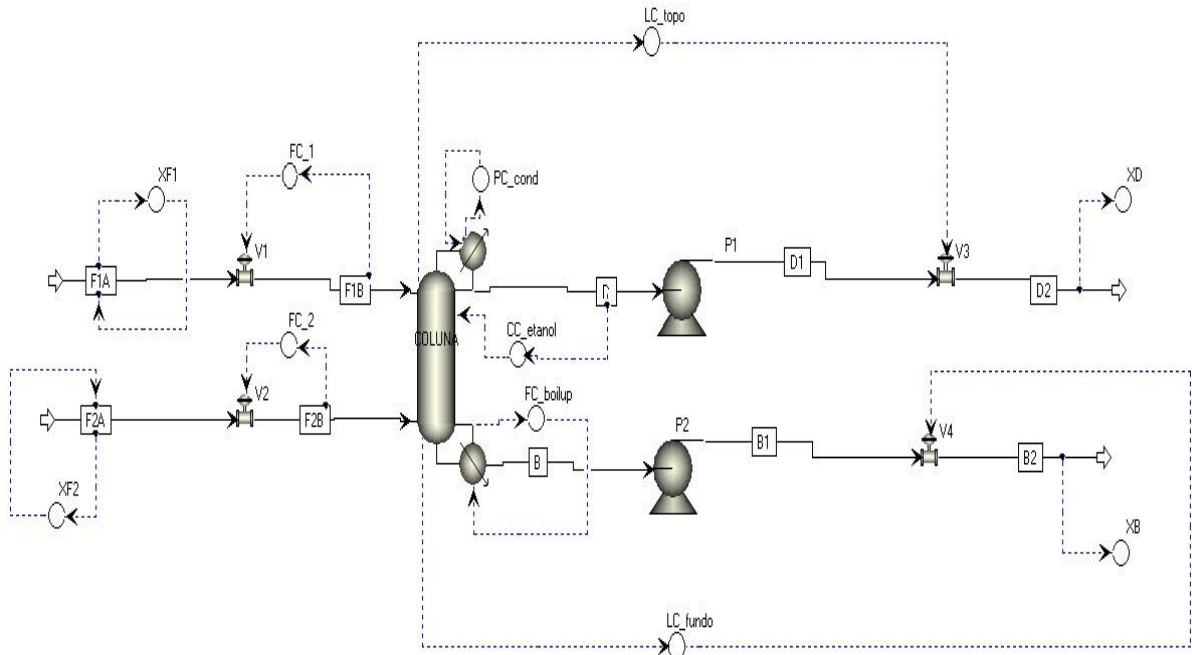 LC_topo
FC_1
XF1
PC_cond
XD
V1
P1
D1
V3
F1A
F1B
D
D2
FC_2
COLUNA
CC_etanol
V2
FC_boilup
F2A
F2B
P2
B1
V4
B
B2
XF2
XB
LC_fundo